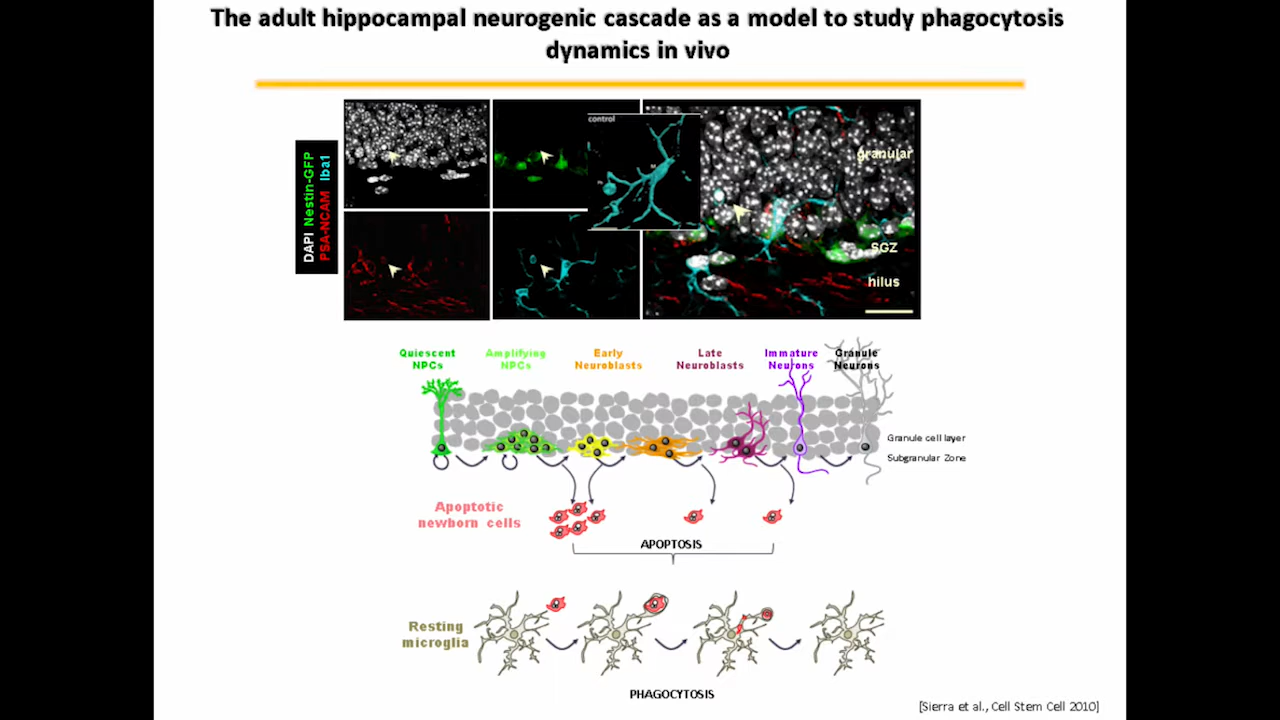 The adult hippocampal neurogenic cascade as a model to study phagocytosis
dynamics in vivo
DAPI Nestin-GFP
PSA-NCAM Iba1
control
granular
SGZ
hilus
Quiescent
NPCs
Amplifying
NPCs
Early
Neuroblasts
Late
Neuroblasts
Immature
Neurons
Granule
Neurons
Granule cell layer
Subgranular Zone
Apoptotic
newborn cells
APOPTOSIS
Resting
microglia
PHAGOCYTOSIS
[Sierra et al., Cell Stem Cell 2010]